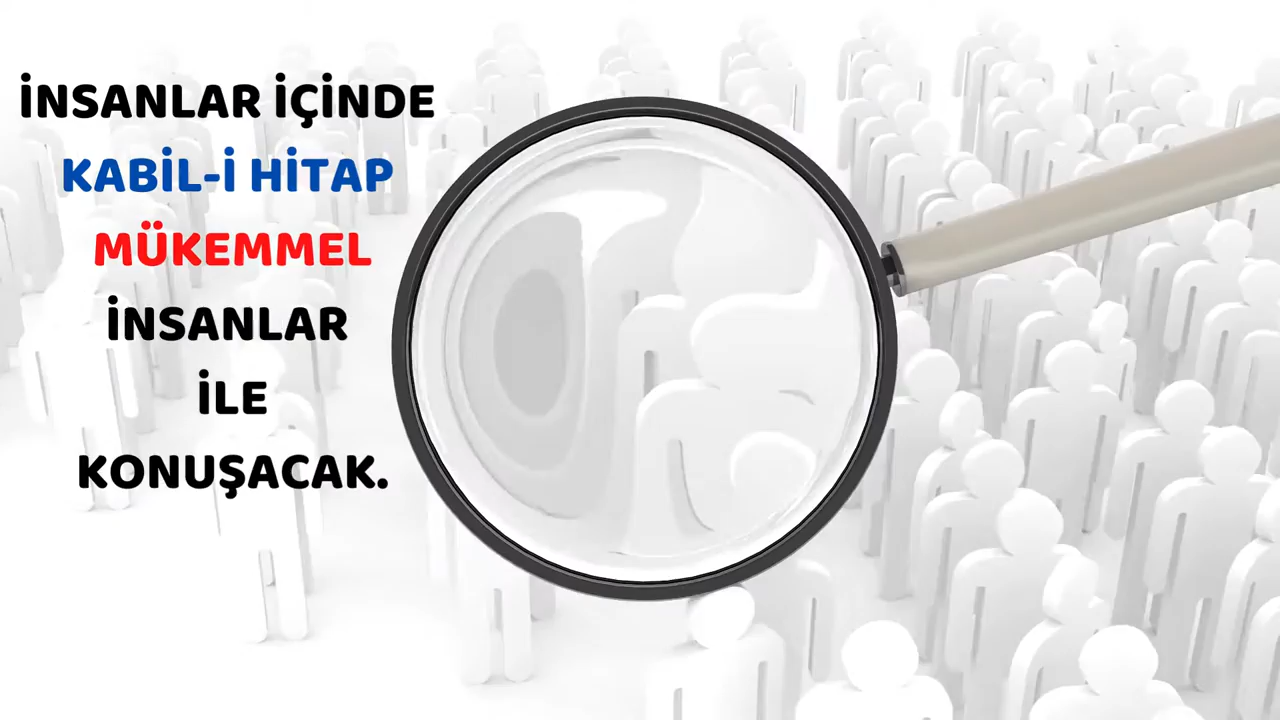 İNSANLAR İÇİNDE
KABİL-İ HİTAP
MÜKEMMEL
İNSANLAR
İLE
KONUŞACAK.